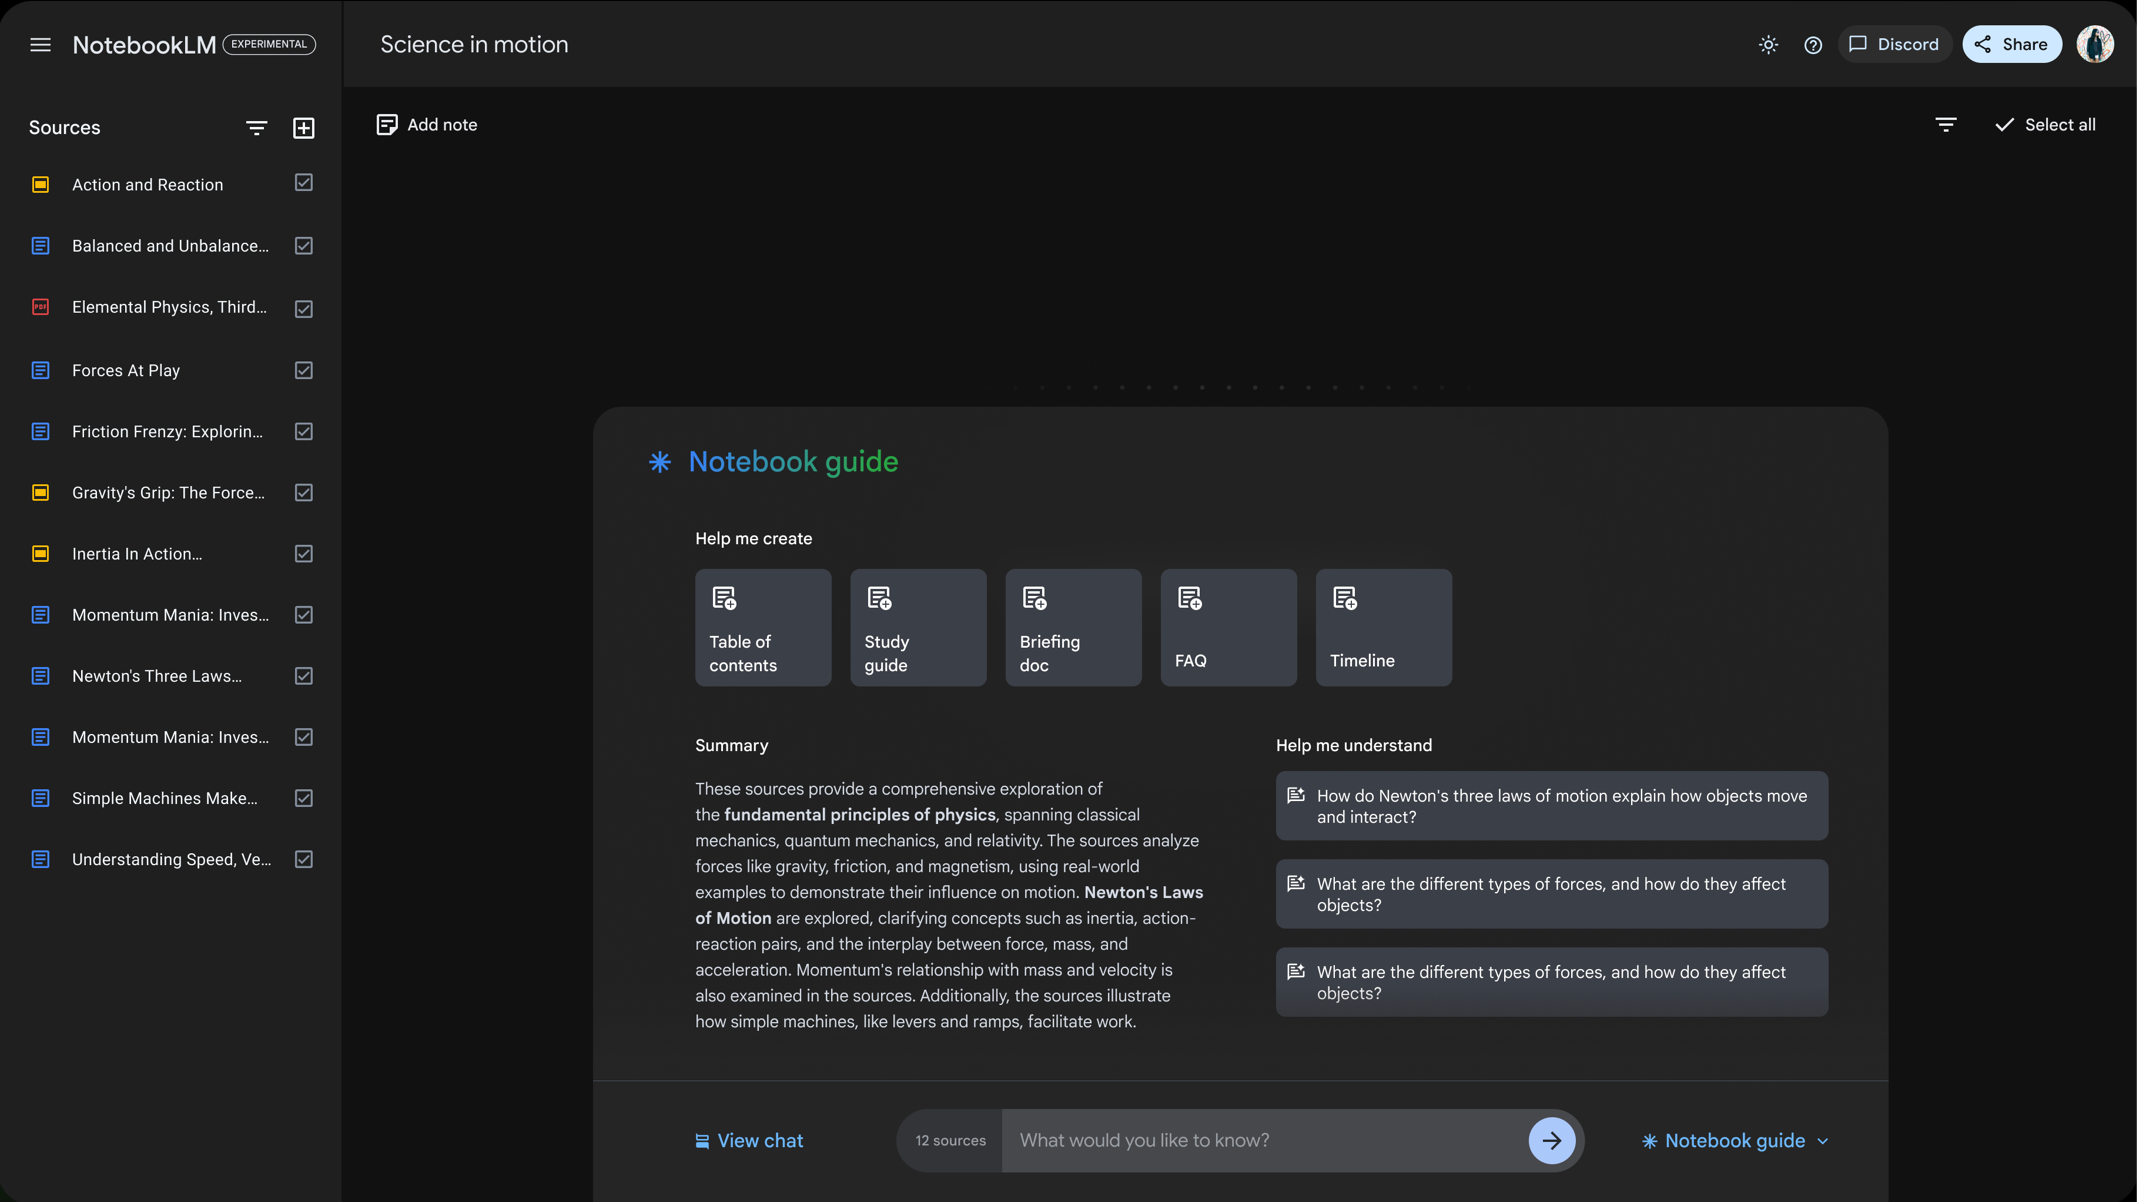 NotebookLM EXPERIMENTAL
Science in motion
Discord
Share
Sources
Add note
Select all
Action and Reaction
Balanced and Unbalance...
PDF
Elemental Physics, Third...
Forces At Play
Friction Frenzy: Explorin...
Gravity's Grip: The Force...
Inertia In Action...
Momentum Mania: Inves...
Newton's Three Laws...
Momentum Mania: Inves...
Simple Machines Make...
Understanding Speed, Ve...
Notebook guide
Help me create
Table of
contents
Study
guide
Briefing
doc
FAQ
Timeline
Summary
These sources provide a comprehensive exploration of
the fundamental principles of physics, spanning classical
mechanics, quantum mechanics, and relativity. The sources analyze
forces like gravity, friction, and magnetism, using real-world
examples to demonstrate their influence on motion. Newton's Laws
of Motion are explored, clarifying concepts such as inertia, action-
reaction pairs, and the interplay between force, mass, and
acceleration. Momentum's relationship with mass and velocity is
also examined in the sources. Additionally, the sources illustrate
how simple machines, like levers and ramps, facilitate work.
Help me understand
How do Newton's three laws of motion explain how objects move
and interact?
What are the different types of forces, and how do they affect
objects?
What are the different types of forces, and how do they affect
objects?
View chat
12 sources
What would you like to know?
Notebook guide